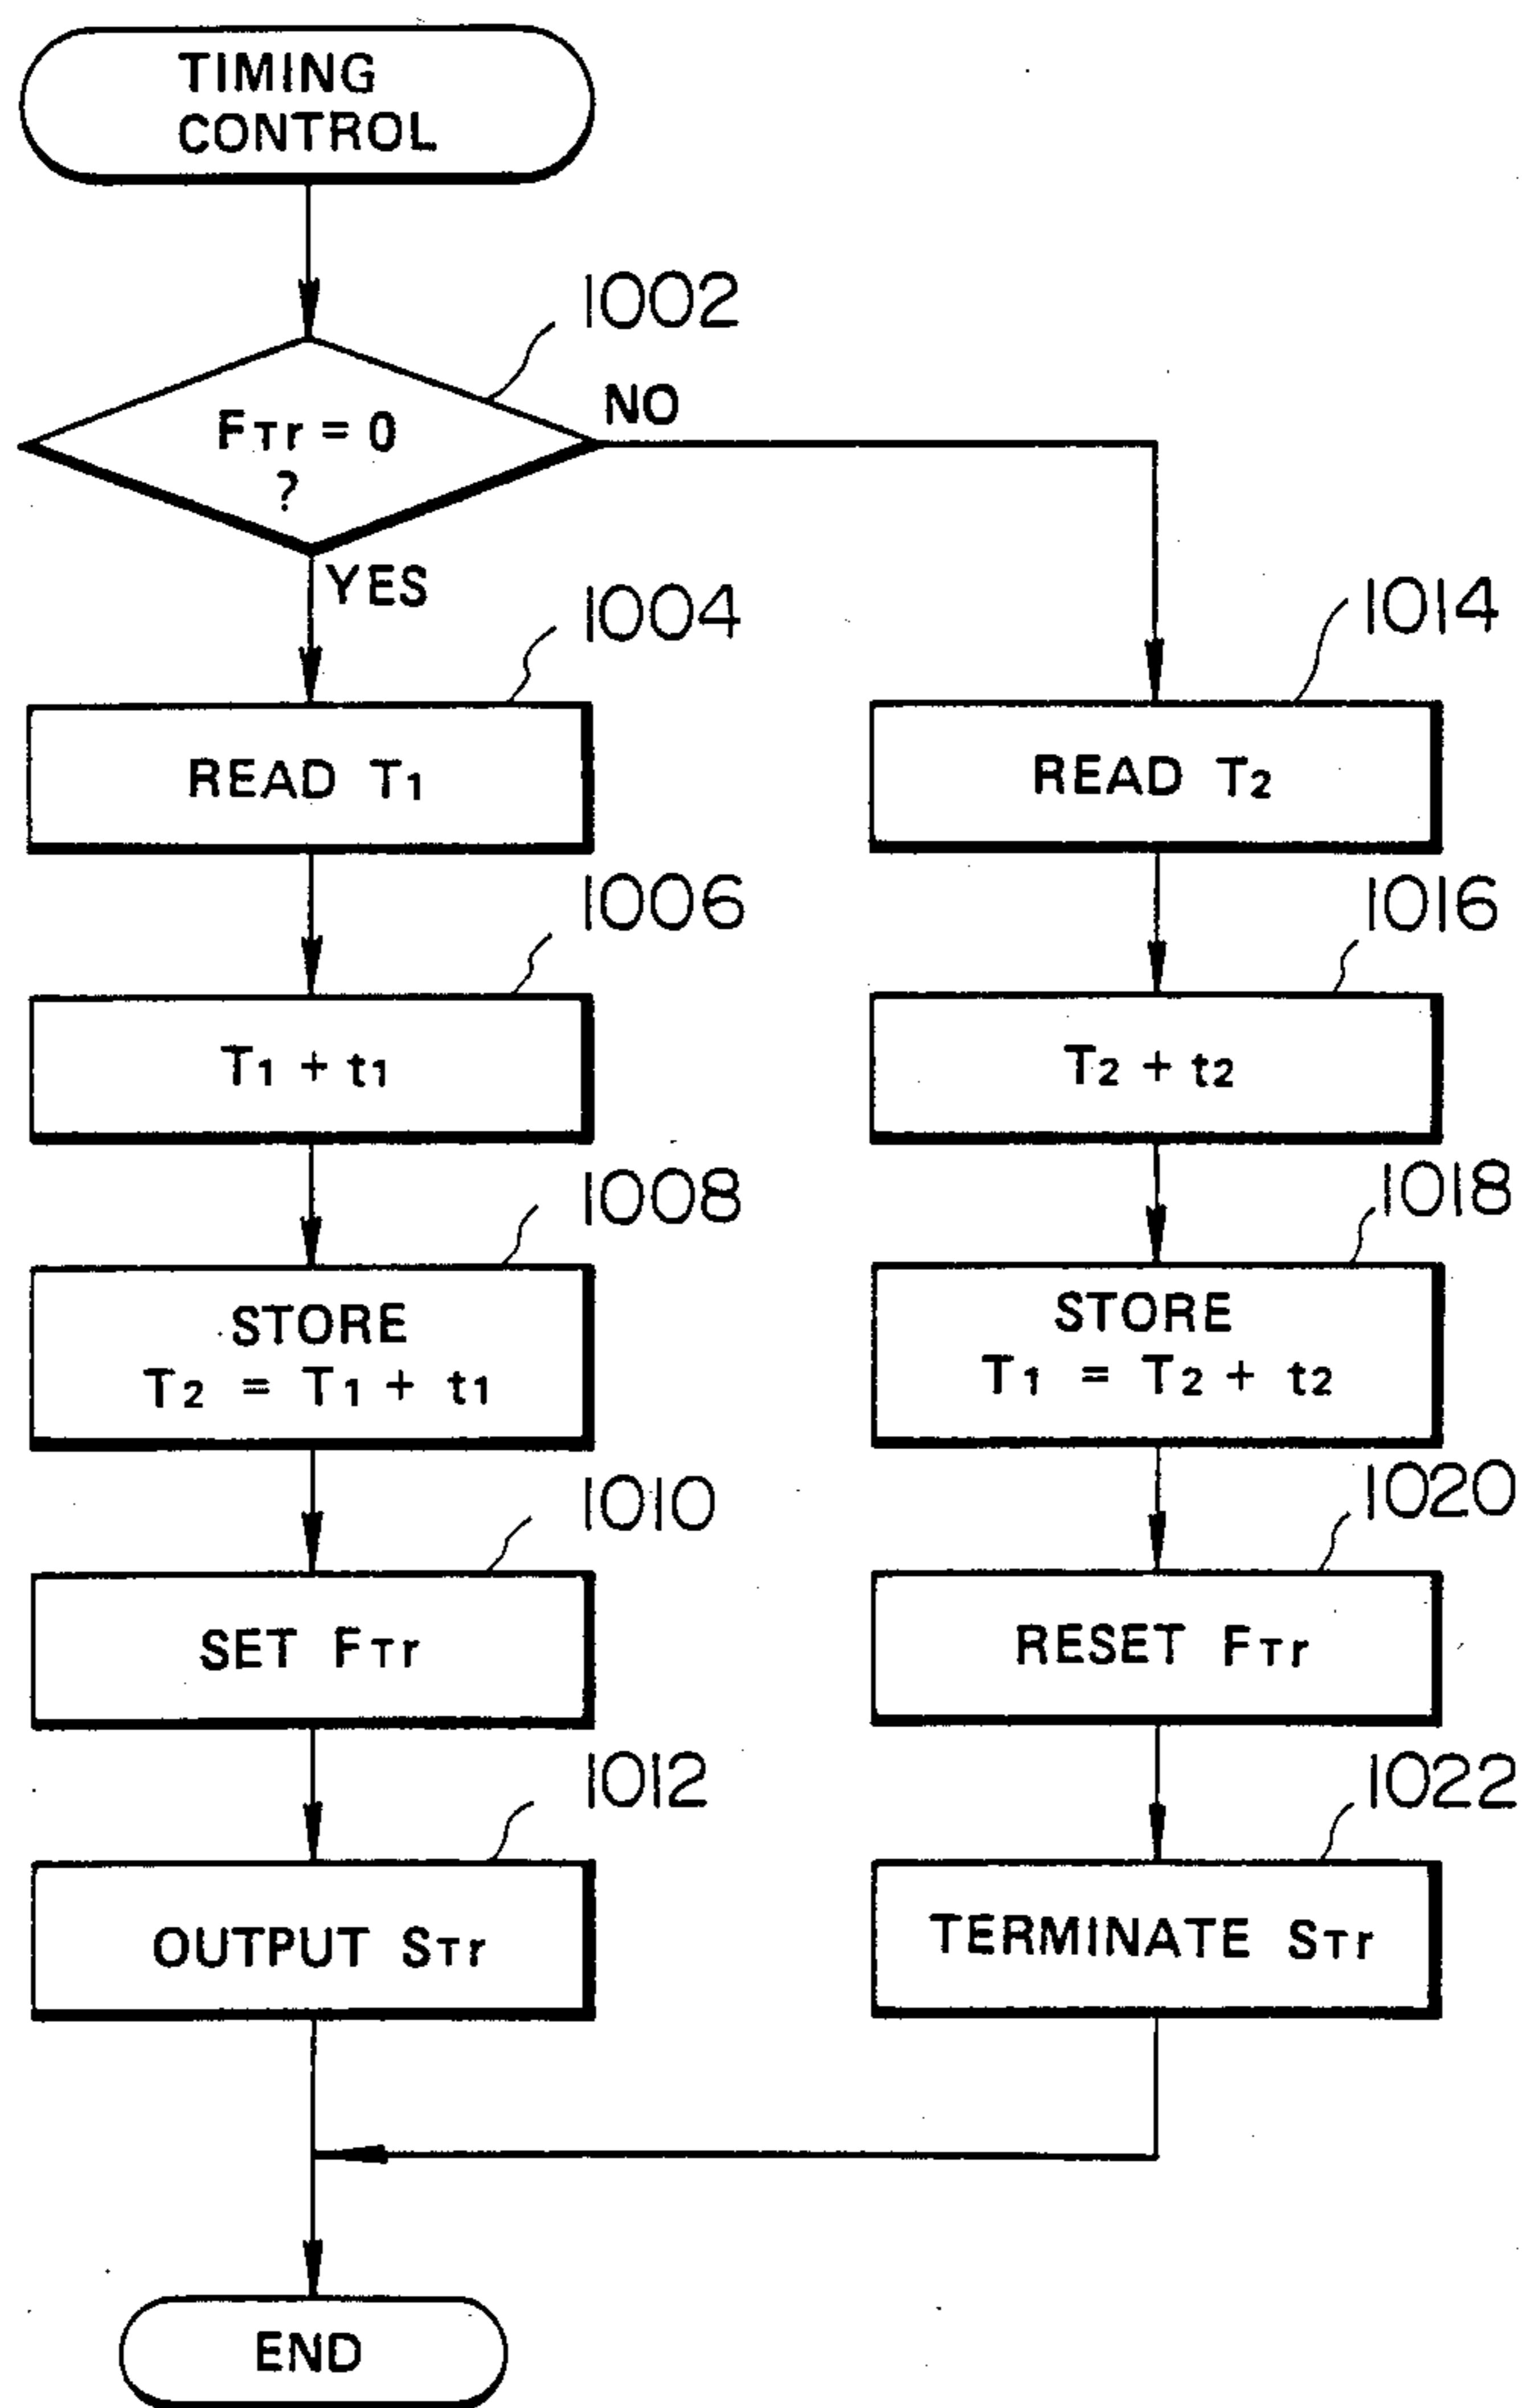 TIMING
CONTROL
1002
FTr = 0
?
NO
YES
1004
READ T1
1006
T1 + t1
1008
STORE
T2 = T1 + t1
1010
SET FTr
1012
OUTPUT STr
1014
READ T2
1016
T2 + t2
1018
STORE
T1 = T2 + t2
1020
RESET FTr
1022
TERMINATE STr
END